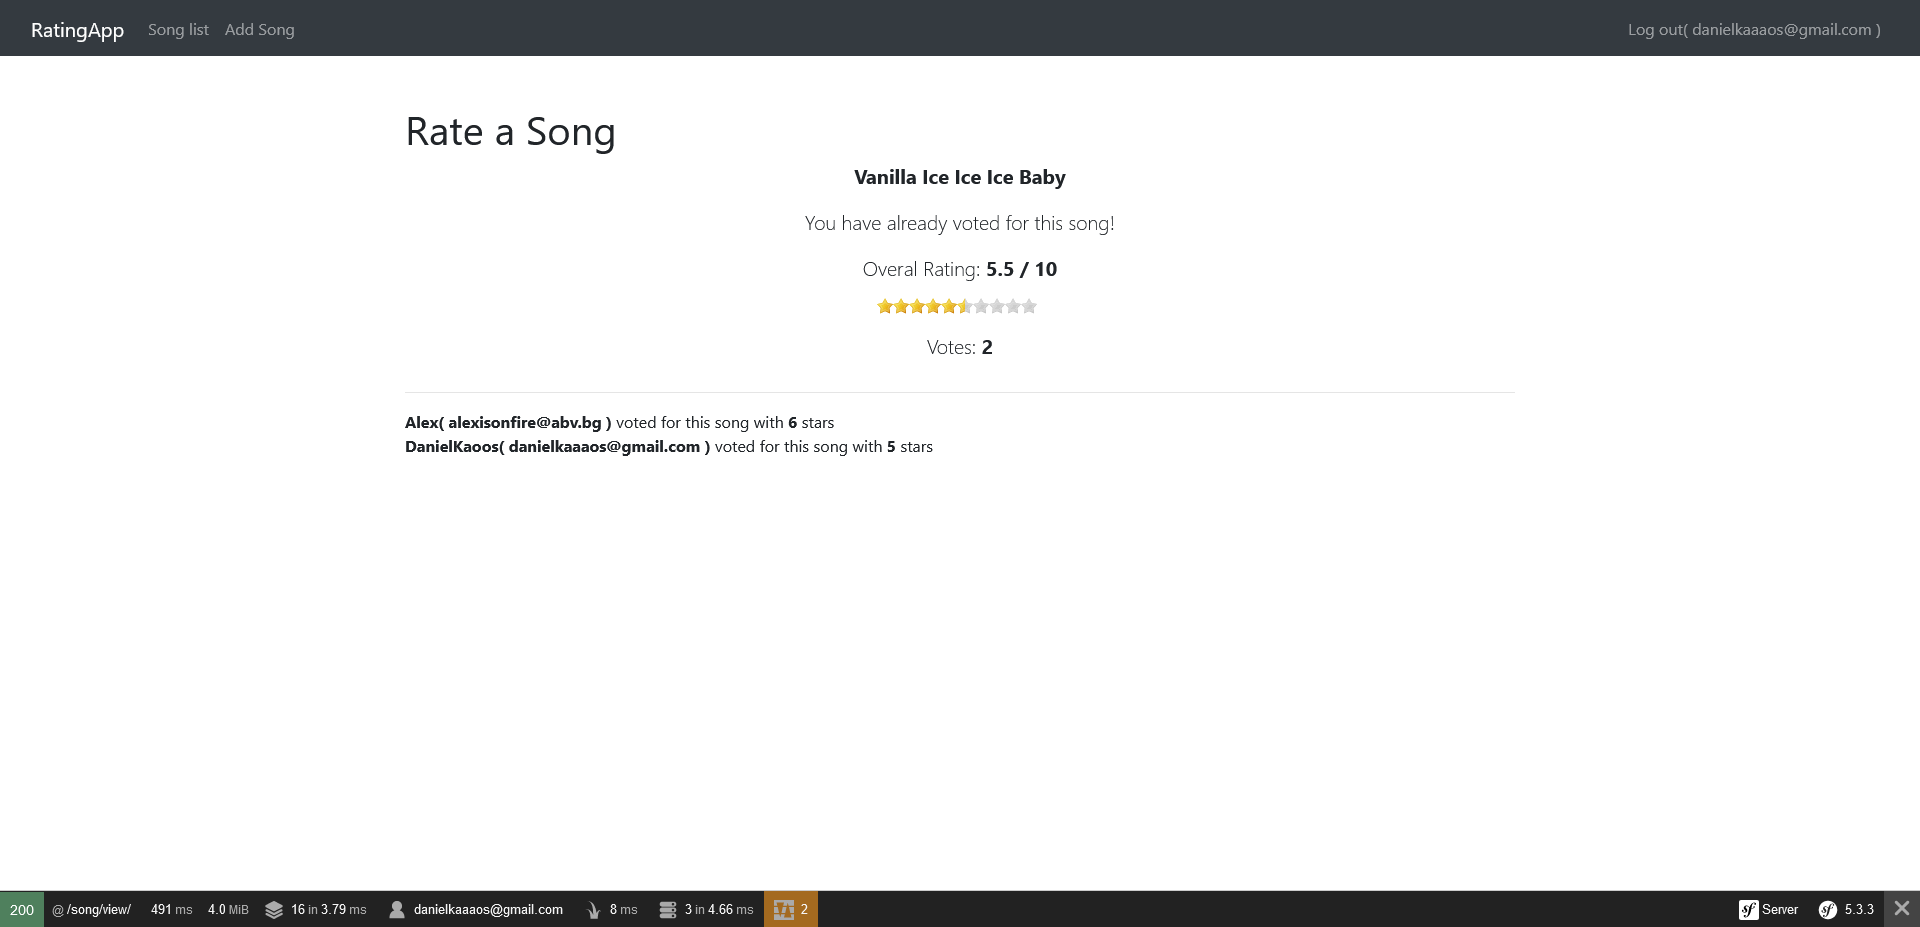 RatingApp Song list Add Song Log out( danielkaaaos@gmail.com )
Rate a Song
Vanilla Ice Ice Ice Baby
You have already voted for this song!
Overal Rating: 5.5 / 10
Votes: 2
Alex( alexisonfire@abv.bg ) voted for this song with 6 stars
DanielKaoos( danielkaaaos@gmail.com ) voted for this song with 5 stars
200 @ /song/view/ 491 ms 4.0 MiB 16 in 3.79 ms danielkaaaos@gmail.com 8 ms 3 in 4.66 ms 2 sf Server sf 5.3.3